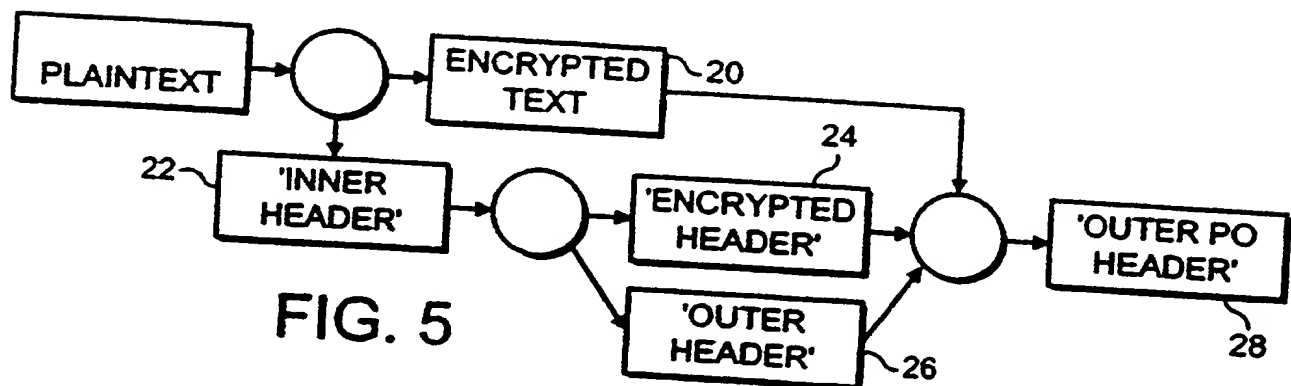 PLAINTEXT
ENCRYPTED
TEXT
20
22
'INNER
HEADER'
24
'ENCRYPTED
HEADER'
'OUTER
HEADER'
26
'OUTER PO
HEADER'
28
FIG. 5